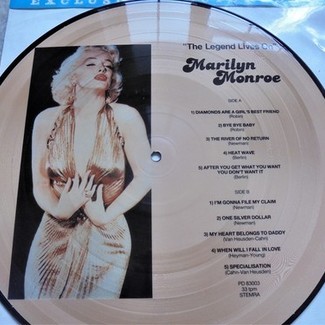 EXCLUS
"The Legend Lives On"
Marilyn
Monroe
SIDE A
1) DIAMONDS ARE A GIRL'S BEST FRIEND
(Robin)
2) BYE BYE BABY
(Robin)
3) THE RIVER OF NO RETURN
(Newman)
4) HEAT WAVE
(Berlin)
5) AFTER YOU GET WHAT YOU WANT
YOU DON'T WANT IT
(Berlin)
SIDE B
1) I'M GONNA FILE MY CLAIM
(Newman)
2) ONE SILVER DOLLAR
(Newman)
3) MY HEART BELONGS TO DADDY
(Van Heusden Cahn)
4) WHEN WILL I FALL IN LOVE
(Heyman-Young)
5) SPECIALISATION
(Cahn-Van Heusden)
PD 83003
33 rpm
STEMRA